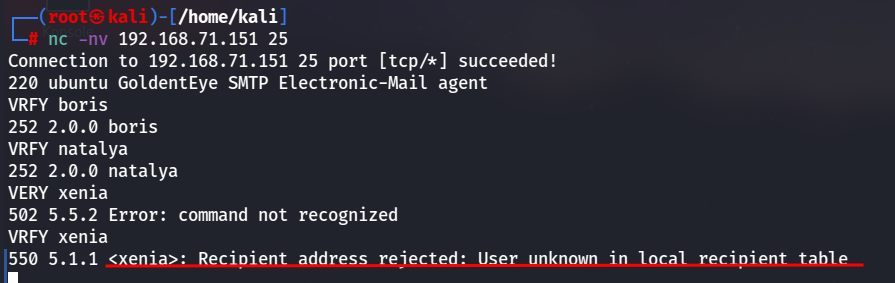 ┌──(root㉿kali)-[/home/kali]
└─# nc -nv 192.168.71.151 25
Connection to 192.168.71.151 25 port [tcp/*] succeeded!
220 ubuntu GoldentEye SMTP Electronic-Mail agent
VRFY boris
252 2.0.0 boris
VRFY natalya
252 2.0.0 natalya
VERY xenia
502 5.5.2 Error: command not recognized
VRFY xenia
550 5.1.1 <xenia>: Recipient address rejected: User unknown in local recipient table